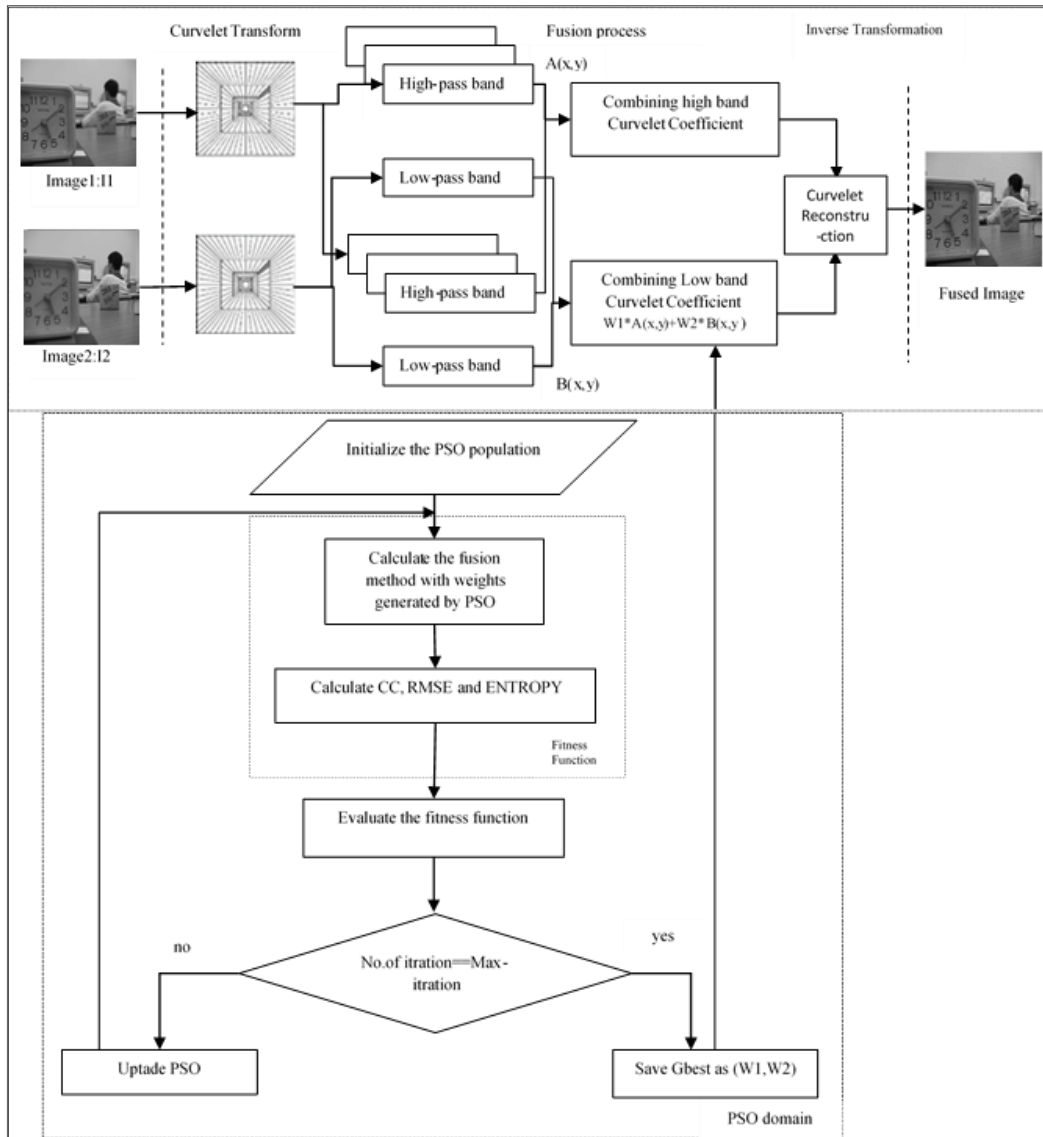 Curvelet Transform
Fusion process
Inverse Transformation
High-pass band
A(x,y)
Combining high band
Curvelet Coefficient
Image1:I1
Low-pass band
Curvelet
Reconstru
-ction
High-pass band
Combining Low band
Curvelet Coefficient
W1*A(x,y)+W2*B(x,y)
Fused Image
Image2:I2
Low-pass band
B(x,y)
Initialize the PSO population
Calculate the fusion
method with weights
generated by PSO
Calculate CC, RMSE and ENTROPY
Fitness
Function
Evaluate the fitness function
no
yes
No.of itration==Max-
itration
Uptade PSO
Save Gbest as (W1,W2)
PSO domain